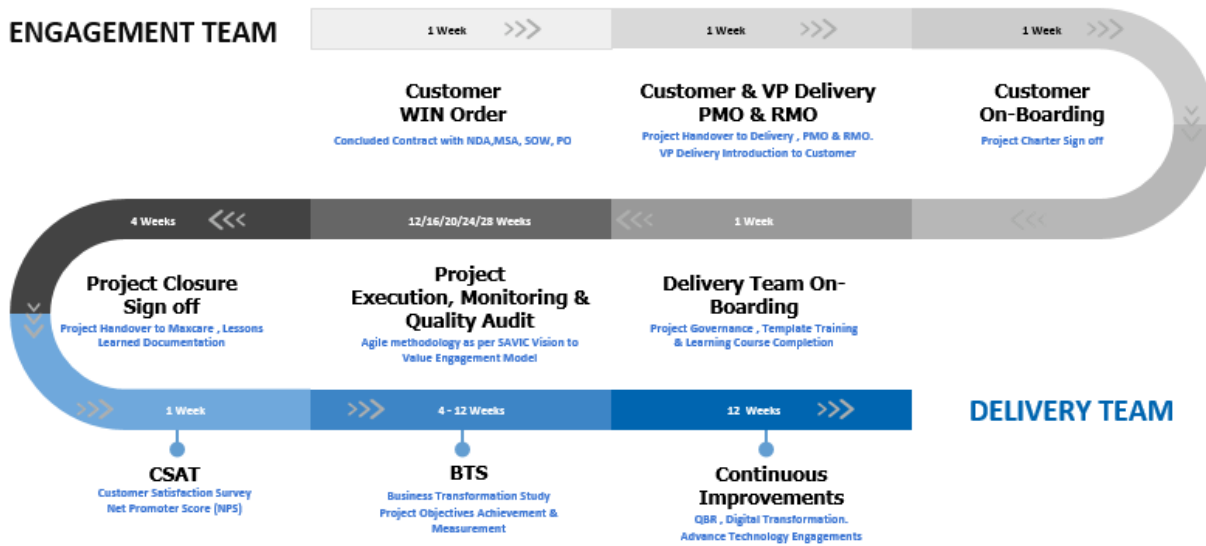 ENGAGEMENT TEAM
1 Week
1 Week
1 Week
Customer
WIN Order
Concluded Contract with NDA,MSA, SOW, PO
Customer & VP Delivery
PMO & RMO
Project Handover to Delivery , PMO & RMO.
VP Delivery Introduction to Customer
Customer
On-Boarding
Project Charter Sign off
4 Weeks
12/16/20/24/28 Weeks
1 Week
Project Closure
Sign off
Project Handover to Maxcare , Lessons
Learned Documentation
Project
Execution, Monitoring &
Quality Audit
Agile methodology as per SAVIC Vision to
Value Engagement Model
Delivery Team On-
Boarding
Project Governance , Template Training
& Learning Course Completion
1 Week
4 - 12 Weeks
12 Weeks
DELIVERY TEAM
CSAT
Customer Satisfaction Survey
Net Promoter Score (NPS)
BTS
Business Transformation Study
Project Objectives Achievement &
Measurement
Continuous
Improvements
QBR , Digital Transformation.
Advance Technology Engagements